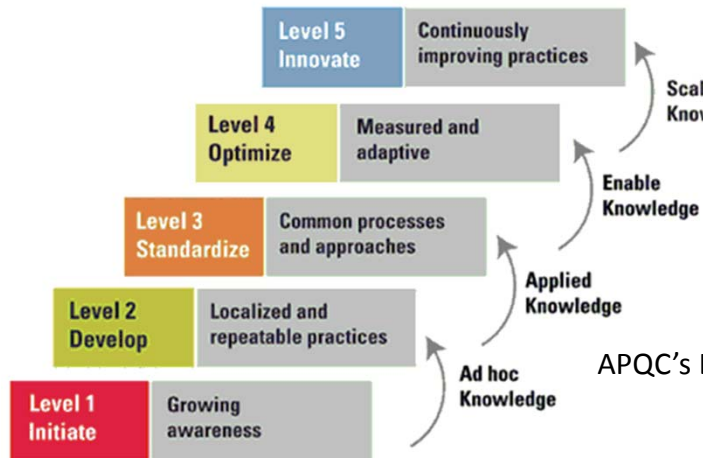 Level 5
Innovate
Continuously
improving practices
Level 4
Optimize
Measured and
adaptive
Level 3
Standardize
Common processes
and approaches
Enable
Knowledge
Level 2
Develop
Localized and
repeatable practices
Applied
Knowledge
Level 1
Initiate
Growing
awareness
Ad hoc
Knowledge
APQC's